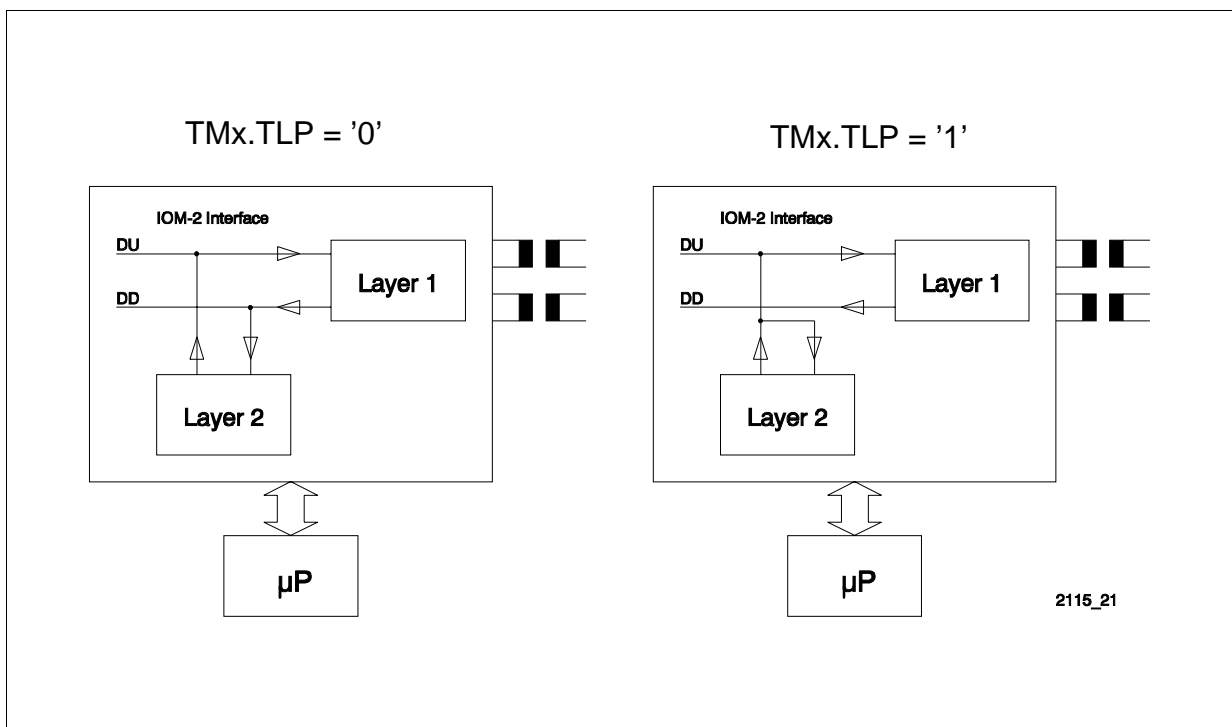 TMx.TLP = ’0’
IOM-2 Interface
DU
DD
Layer 1
Layer 2
µP
TMx.TLP = ’1’
IOM-2 Interface
DU
DD
Layer 1
Layer 2
µP
2115_21